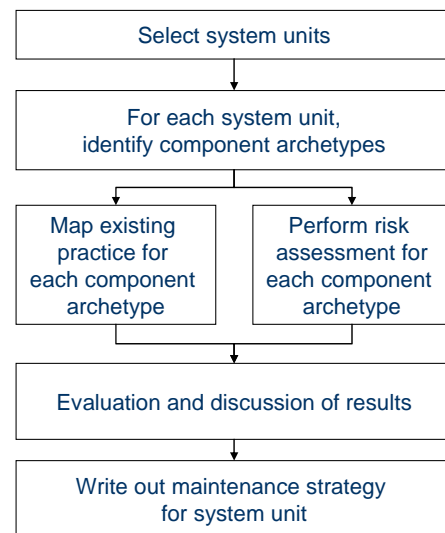 Select system units
For each system unit,
identify component archetypes
Map existing
practice for
each component
archetype
Perform risk
assessment for
each component
archetype
Evaluation and discussion of results
Write out maintenance strategy
for system unit